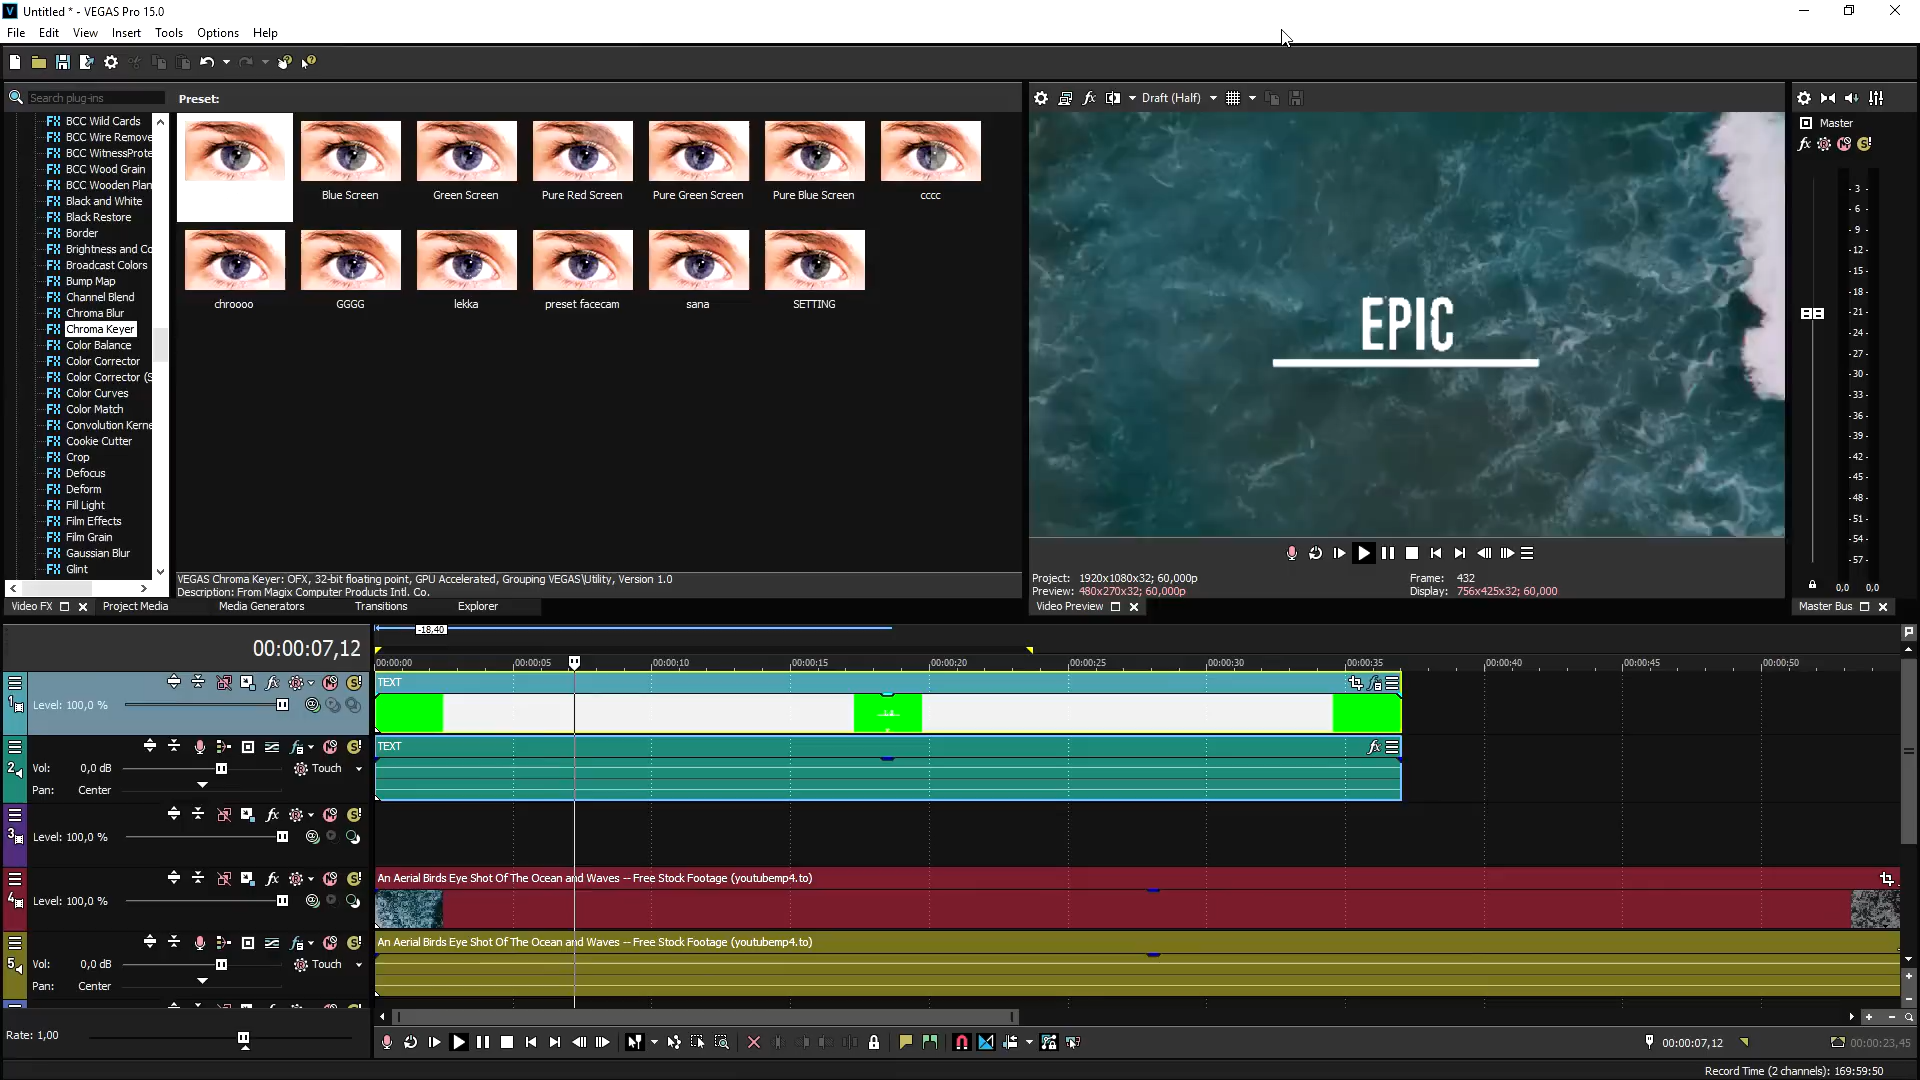 Untitled * - VEGAS Pro 15.0
File Edit View Insert Tools Options Help
Search plug-ins
Preset:
Draft (Half)
BCC Wild Cards
BCC Wire Remove
BCC WitnessProte
BCC Wood Grain
BCC Wooden Plan
Black and White
Black Restore
Border
Brightness and Co
Broadcast Colors
Bump Map
Channel Blend
Chroma Blur
Chroma Keyer
Color Balance
Color Corrector
Color Corrector (S
Color Curves
Color Match
Convolution Kerne
Cookie Cutter
Crop
Defocus
Deform
Fill Light
Film Effects
Film Grain
Gaussian Blur
Glint
Blue Screen Green Screen Pure Red Screen Pure Green Screen Pure Blue Screen cccc
chroooo GGGG lekka preset facecam sana SETTING
VEGAS Chroma Keyer: OFX, 32-bit floating point, GPU Accelerated, Grouping VEGAS\Utility, Version 1.0
Description: From Magix Computer Products Intl. Co.
Video FX Project Media Media Generators Transitions Explorer
EPIC
Project: 1920x1080x32; 60,000p
Preview: 480x270x32; 60,000p
Frame: 432
Display: 756x425x32; 60,000
Video Preview
Master
- 3 -
- 6 -
- 9 -
- 12 -
- 15 -
- 18 -
- 21 -
- 24 -
- 27 -
- 30 -
- 33 -
- 36 -
- 39 -
- 42 -
- 45 -
- 48 -
- 51 -
- 54 -
- 57 -
0,0 0,0
Master Bus
00:00:07,12
-18,40
00:00:00 00:00:05 00:00:10 00:00:15 00:00:20 00:00:25 00:00:30 00:00:35 00:00:40 00:00:45 00:00:50
1
Level: 100,0 %
TEXT
2
Vol: 0,0 dB Touch
Pan: Center
TEXT
3
Level: 100,0 %
4
Level: 100,0 %
An Aerial Birds Eye Shot Of The Ocean and Waves -- Free Stock Footage (youtubemp4.to)
5
Vol: 0,0 dB Touch
Pan: Center
An Aerial Birds Eye Shot Of The Ocean and Waves -- Free Stock Footage (youtubemp4.to)
Rate: 1,00
00:00:07,12
00:00:23,45
Record Time (2 channels): 169:59:50